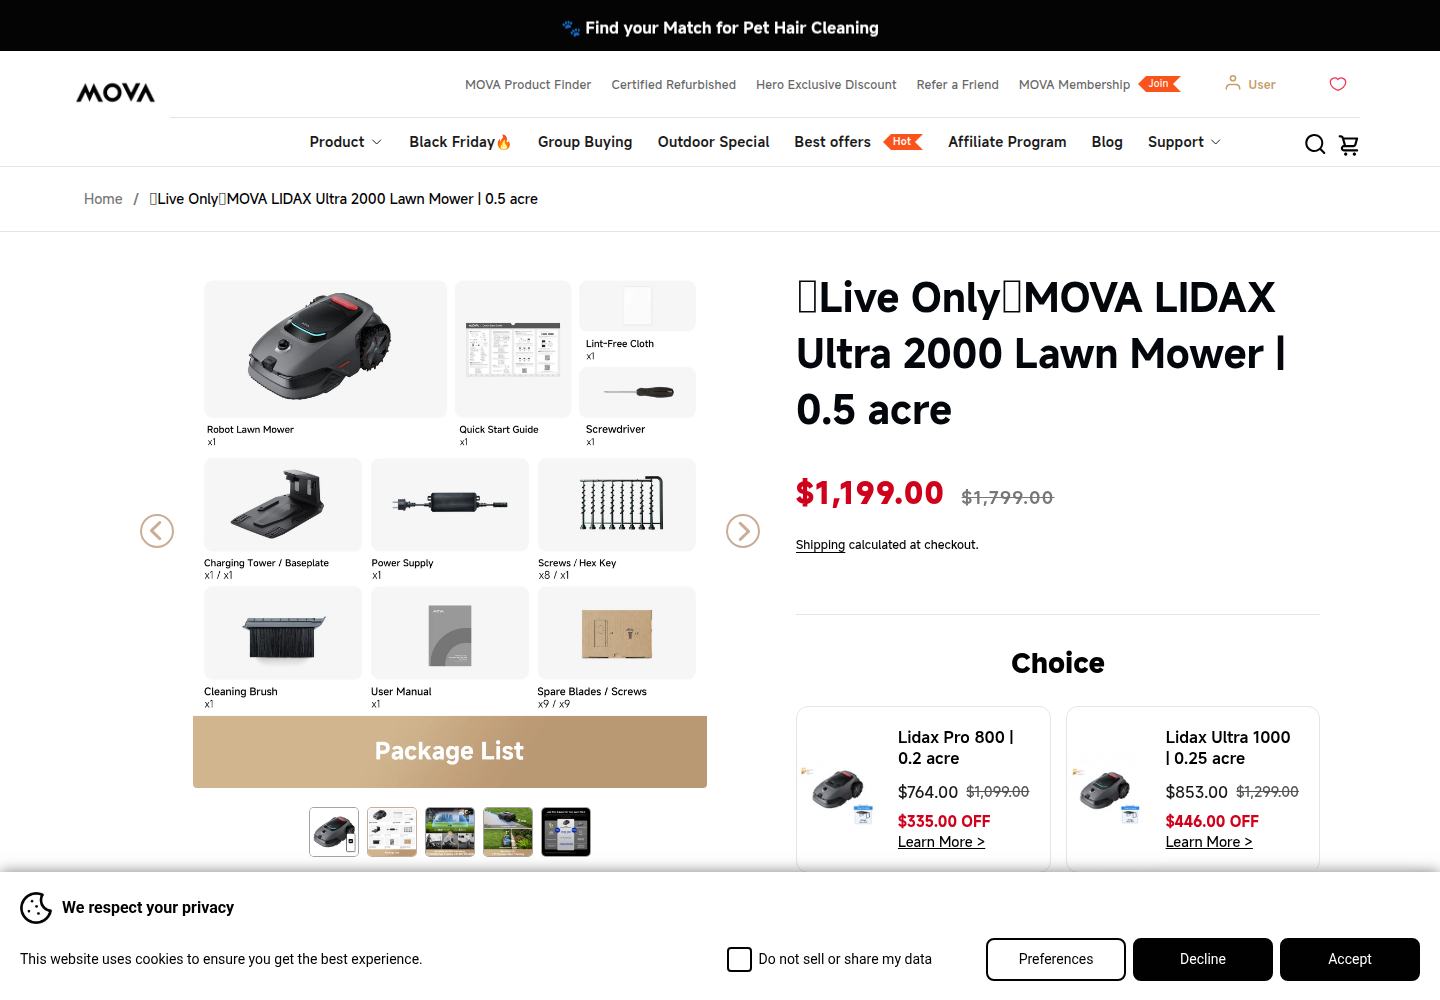 🐾 Find your Match for Pet Hair Cleaning
MOVA
MOVA Product Finder
Certified Refurbished
Hero Exclusive Discount
Refer a Friend
MOVA Membership
Join
User
Product
Black Friday🔥
Group Buying
Outdoor Special
Best offers
Hot
Affiliate Program
Blog
Support
Home / Live OnlyMOVA LIDAX Ultra 2000 Lawn Mower | 0.5 acre
Robot Lawn Mower
x1
Quick Start Guide
x1
Lint-Free Cloth
x1
Screwdriver
x1
Charging Tower / Baseplate
x1 / x1
Power Supply
x1
Screws / Hex Key
x8 / x1
Cleaning Brush
x1
User Manual
x1
Spare Blades / Screws
x9 / x9
Package List
Live OnlyMOVA LIDAX
Ultra 2000 Lawn Mower |
0.5 acre
$1,199.00 $1,799.00
Shipping calculated at checkout.
Choice
Lidax Pro 800 |
0.2 acre
$764.00 $1,099.00
$335.00 OFF
Learn More >
Lidax Ultra 1000
| 0.25 acre
$853.00 $1,299.00
$446.00 OFF
Learn More >
We respect your privacy
This website uses cookies to ensure you get the best experience.
Do not sell or share my data
Preferences
Decline
Accept